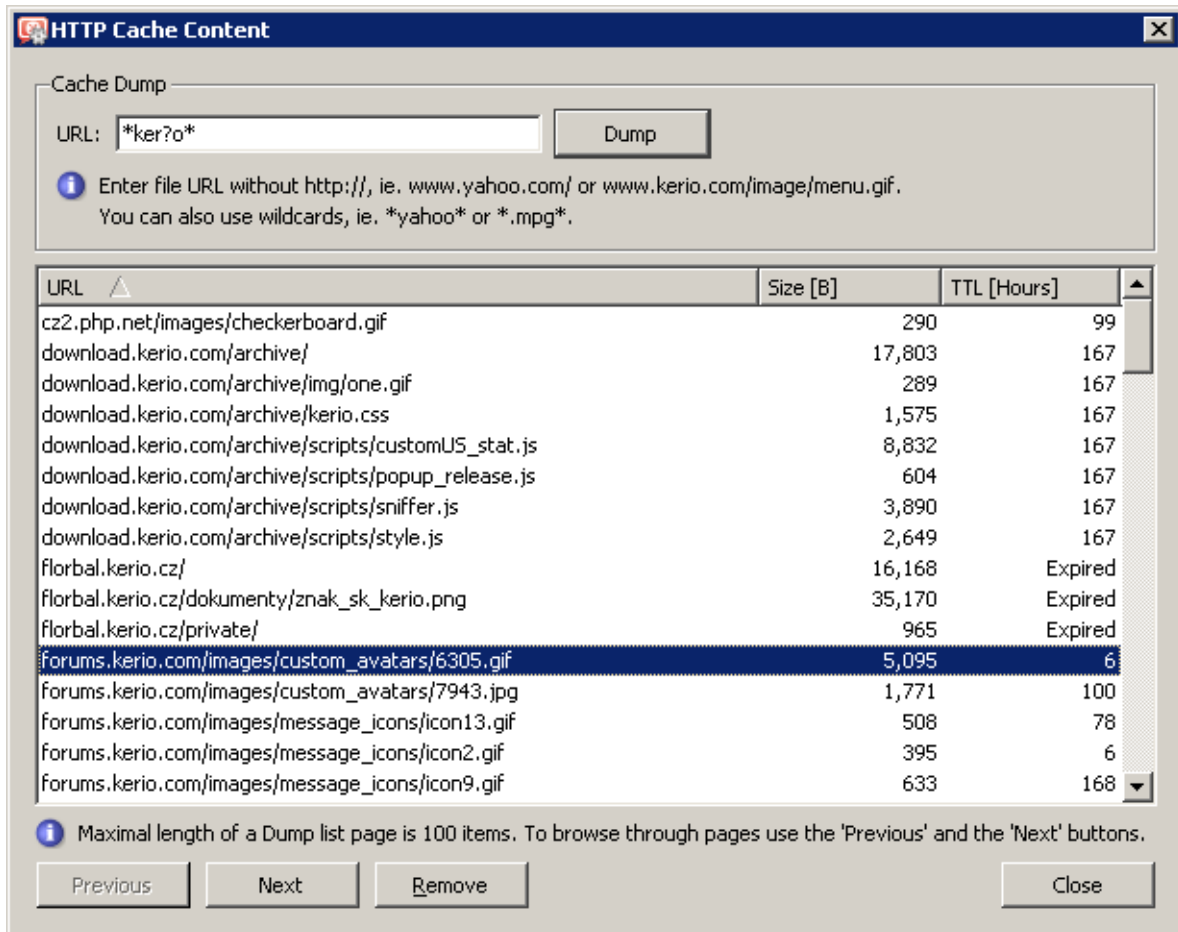 HTTP Cache Content
Cache Dump
URL: *ker?o* Dump
Enter file URL without http://, ie. www.yahoo.com/ or www.kerio.com/image/menu.gif.
You can also use wildcards, ie. *yahoo* or *.mpg*.
URL Size [B] TTL [Hours]
cz2.php.net/images/checkerboard.gif 290 99
download.kerio.com/archive/ 17,803 167
download.kerio.com/archive/img/one.gif 289 167
download.kerio.com/archive/kerio.css 1,575 167
download.kerio.com/archive/scripts/customUS_stat.js 8,832 167
download.kerio.com/archive/scripts/popup_release.js 604 167
download.kerio.com/archive/scripts/sniffer.js 3,890 167
download.kerio.com/archive/scripts/style.js 2,649 167
florbal.kerio.cz/ 16,168 Expired
florbal.kerio.cz/dokumenty/znak_sk_kerio.png 35,170 Expired
florbal.kerio.cz/private/ 965 Expired
forums.kerio.com/images/custom_avatars/6305.gif 5,095 6
forums.kerio.com/images/custom_avatars/7943.jpg 1,771 100
forums.kerio.com/images/message_icons/icon13.gif 508 78
forums.kerio.com/images/message_icons/icon2.gif 395 6
forums.kerio.com/images/message_icons/icon9.gif 633 168
Maximal length of a Dump list page is 100 items. To browse through pages use the 'Previous' and the 'Next' buttons.
Previous Next Remove Close